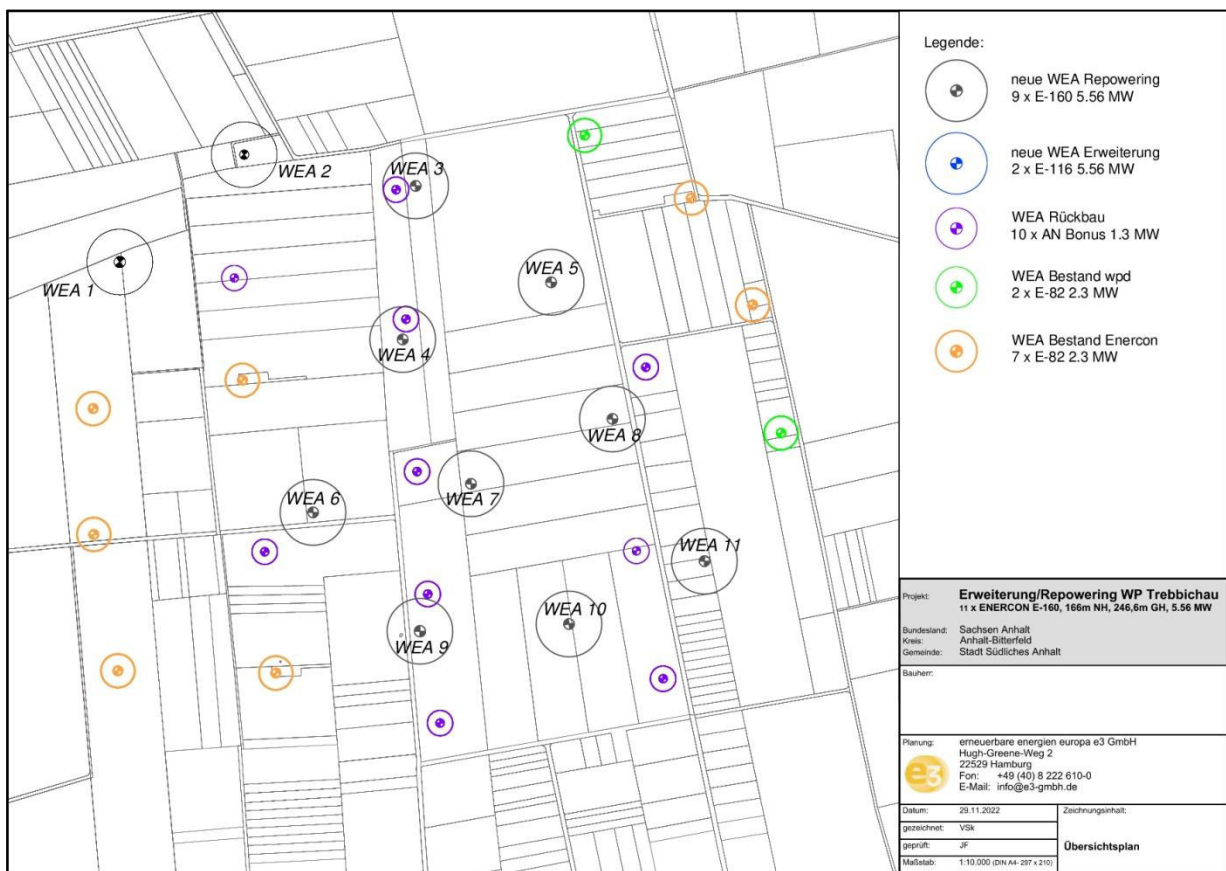 WEA 2
WEA 3
WEA 1
WEA 5
WEA 4
WEA 8
WEA 6
WEA 7
WEA 11
WEA 10
WEA 9
Legende:
neue WEA Repowering
9 x E-160 5.56 MW
neue WEA Erweiterung
2 x E-116 5.56 MW
WEA Rückbau
10 x AN Bonus 1.3 MW
WEA Bestand wpd
2 x E-82 2.3 MW
WEA Bestand Enercon
7 x E-82 2.3 MW
Projekt: Erweiterung/Repowering WP Trebbichau
11 x ENERCON E-160, 166m NH, 246,6m GH, 5.56 MW
Bundesland: Sachsen Anhalt
Kreis: Anhalt-Bitterfeld
Gemeinde: Stadt Südliches Anhalt
Bauherr:
Planung: erneuerbare energien europa e3 GmbH
Hugh-Greene-Weg 2
22529 Hamburg
Fon: +49 (40) 8 222 610-0
E-Mail: info@e3-gmbh.de
e3
Datum: 29.11.2022 Zeichnungsinhalt:
gezeichnet: VSk
geprüft: JF Übersichtsplan
Maßstab: 1:10.000 (DIN A4- 297 x 210)